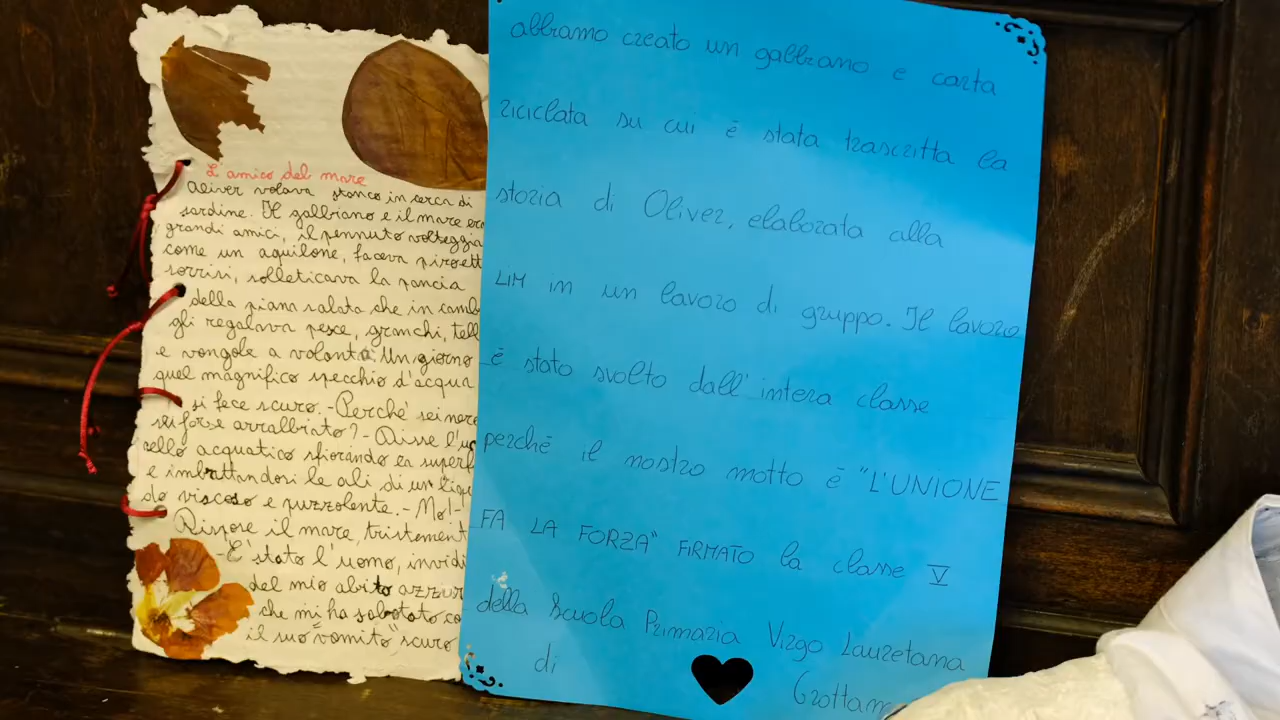 L'amico del mare
Oliver volava stanco in cerca di
sardine. Il gabbiano e il mare era
grandi amici, il pennuto volteggia
come un aquilone, faceva piroett
sorrisi, solleticava la pancia
della piana salata che in camb
gli regalava pesce, granchi, tell
e vongole a volontà. Un giorno
quel magnifico specchio d'acqua
si fece scuro. -Perché sei nero
sei forse arrabbiato?- Disse l'uc
cello acquatico sfiorando la superf
e imbrattandosi le ali di un liqu
do viscoso e puzzolente. -No!-
Rispose il mare, tristement
-È stato l'uomo, invidi
del mio abito azzur
che mi ha sabotato co
il suo "vomito" scuro
abbiamo creato un gabbiano e carta
riciclata su cui è stata trascritta la
storia di Oliver, elaborata alla
LIM in un lavoro di gruppo. Il lavoro
è stato svolto dall'intera classe
perché il nostro motto è "L'UNIONE
FA LA FORZA" FIRMATO la classe V
della Scuola Primaria Virgo Lauretana
di Grottam